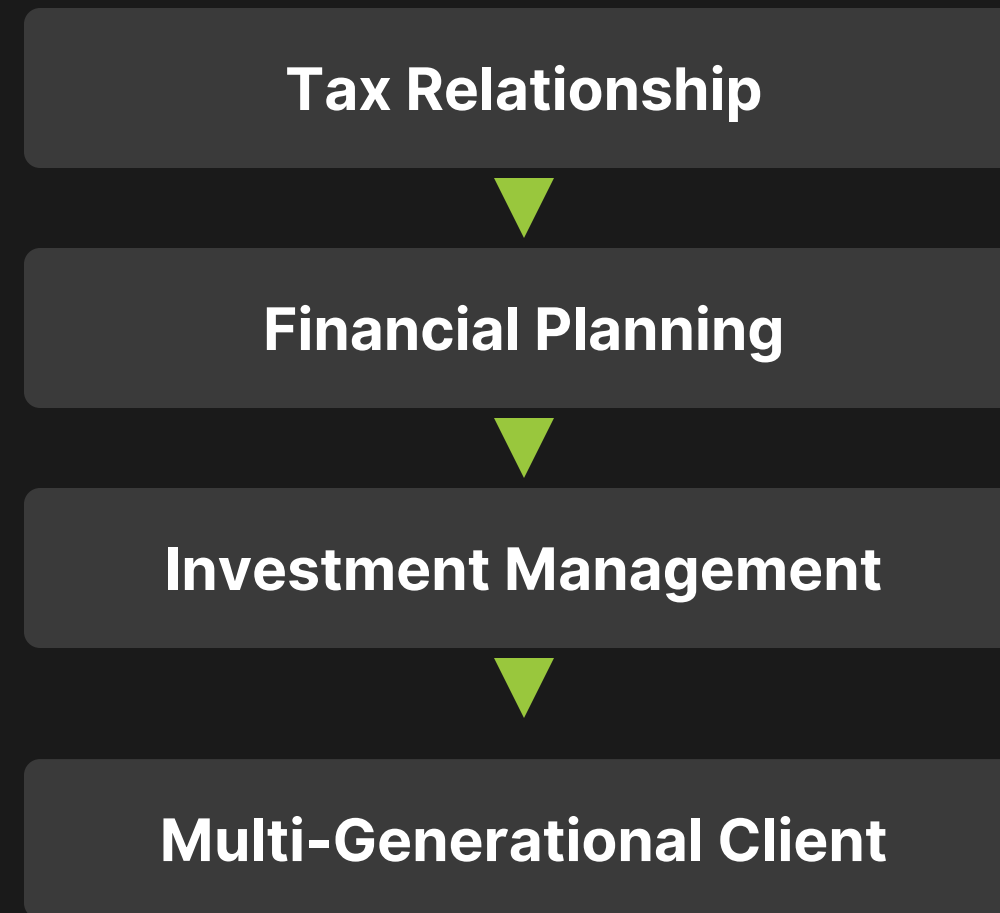 Tax Relationship
Financial Planning
Investment Management
Multi-Generational Client